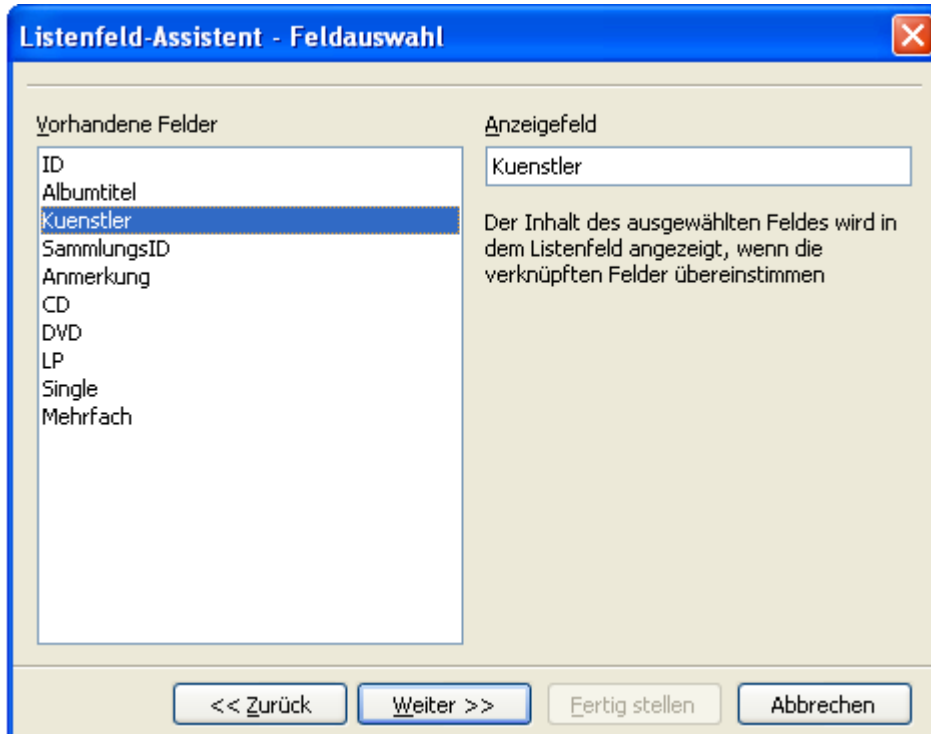 Listenfeld-Assistent - Feldauswahl
Vorhandene Felder
ID
Albumtitel
Kuenstler
SammlungsID
Anmerkung
CD
DVD
LP
Single
Mehrfach
Anzeigefeld
Kuenstler
Der Inhalt des ausgewählten Feldes wird in
dem Listenfeld angezeigt, wenn die
verknüpften Felder übereinstimmen
<< Zurück
Weiter >>
Fertig stellen
Abbrechen